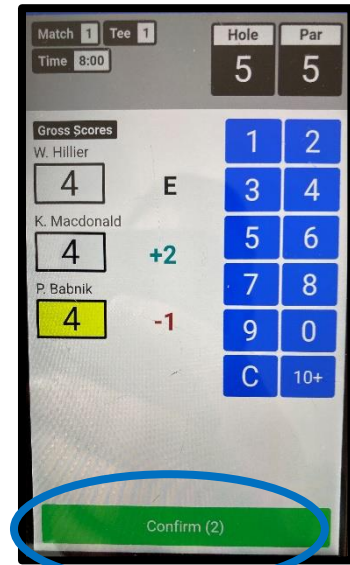 Match 1 Tee 1
Time 8:00
Hole Par
5 5
Gross Scores
W. Hillier
4 E
K. Macdonald
4 +2
P. Babnik
4 -1
1 2
3 4
5 6
7 8
9 0
C 10+
Confirm (2)